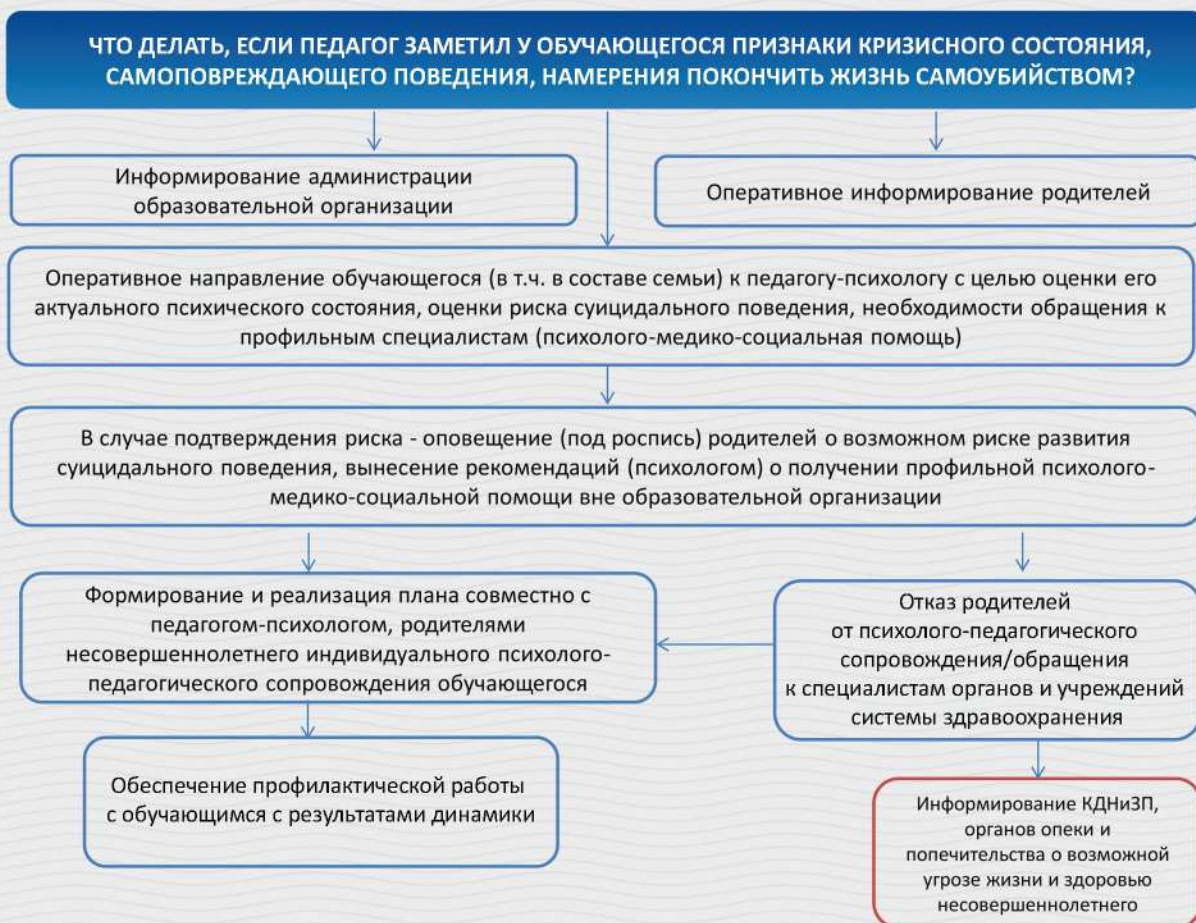 ЧТО ДЕЛАТЬ, ЕСЛИ ПЕДАГОГ ЗАМЕТИЛ У ОБУЧАЮЩЕГОСЯ ПРИЗНАКИ КРИЗИСНОГО СОСТОЯНИЯ,
САМОПОВРЕЖДАЮЩЕГО ПОВЕДЕНИЯ, НАМЕРЕНИЯ ПОКОНЧИТЬ ЖИЗНЬ САМОУБИЙСТВОМ?
Информирование администрации
образовательной организации
Оперативное информирование родителей
Оперативное направление обучающегося (в т.ч. в составе семьи) к педагогу-психологу с целью оценки его
актуального психического состояния, оценки риска суицидального поведения, необходимости обращения к
профильным специалистам (психолого-медико-социальная помощь)
В случае подтверждения риска - оповещение (под роспись) родителей о возможном риске развития
суицидального поведения, вынесение рекомендаций (психологом) о получении профильной психолого-
медико-социальной помощи вне образовательной организации
Формирование и реализация плана совместно с
педагогом-психологом, родителями
несовершеннолетнего индивидуального психолого-
педагогического сопровождения обучающегося
Отказ родителей
от психолого-педагогического
сопровождения/обращения
к специалистам органов и учреждений
системы здравоохранения
Обеспечение профилактической работы
с обучающимся с результатами динамики
Информирование КДНиЗП,
органов опеки и
попечительства о возможной
угрозе жизни и здоровью
несовершеннолетнего